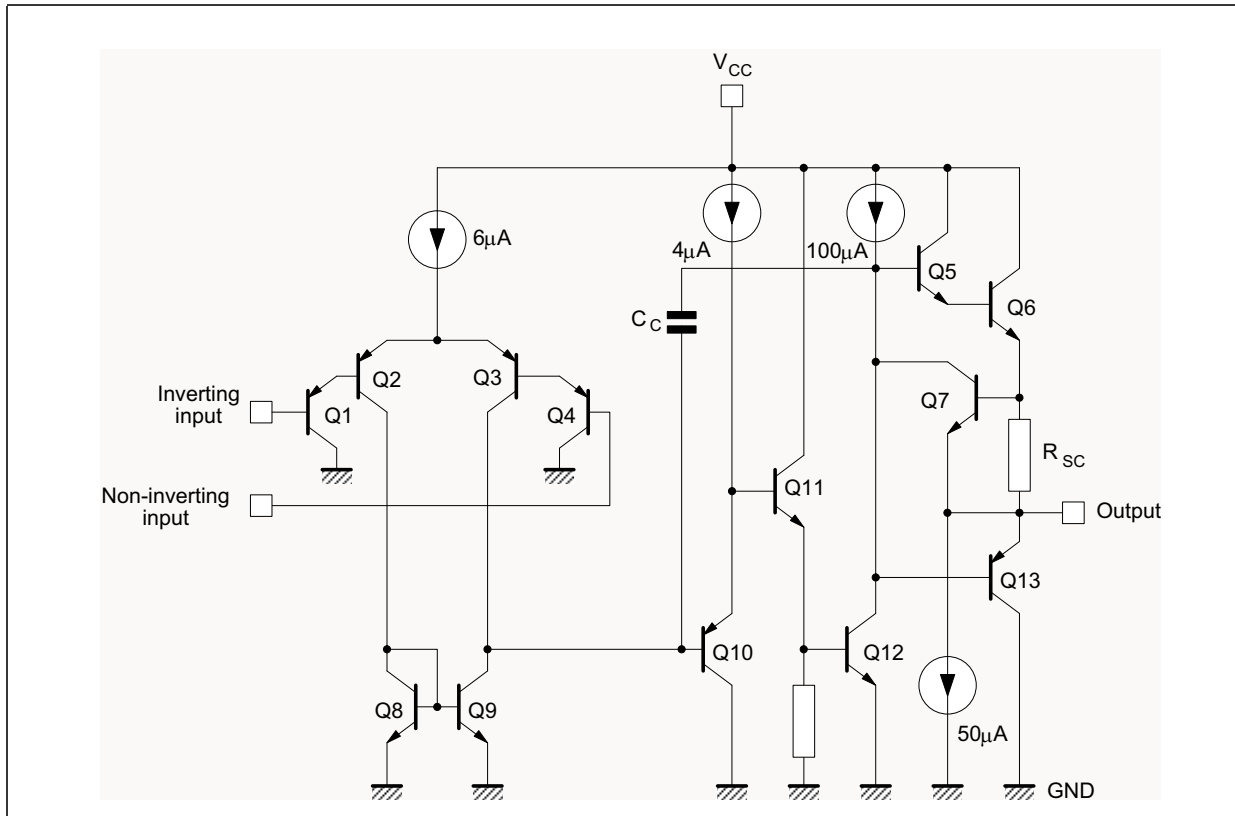 VCC
6µA
4µA
100µA
Q5
Q6
CC
Q2
Q3
Inverting
input
Q1
Q4
Q7
RSC
Non-inverting
input
Q11
Output
Q13
Q10
Q12
Q8
Q9
50µA
GND